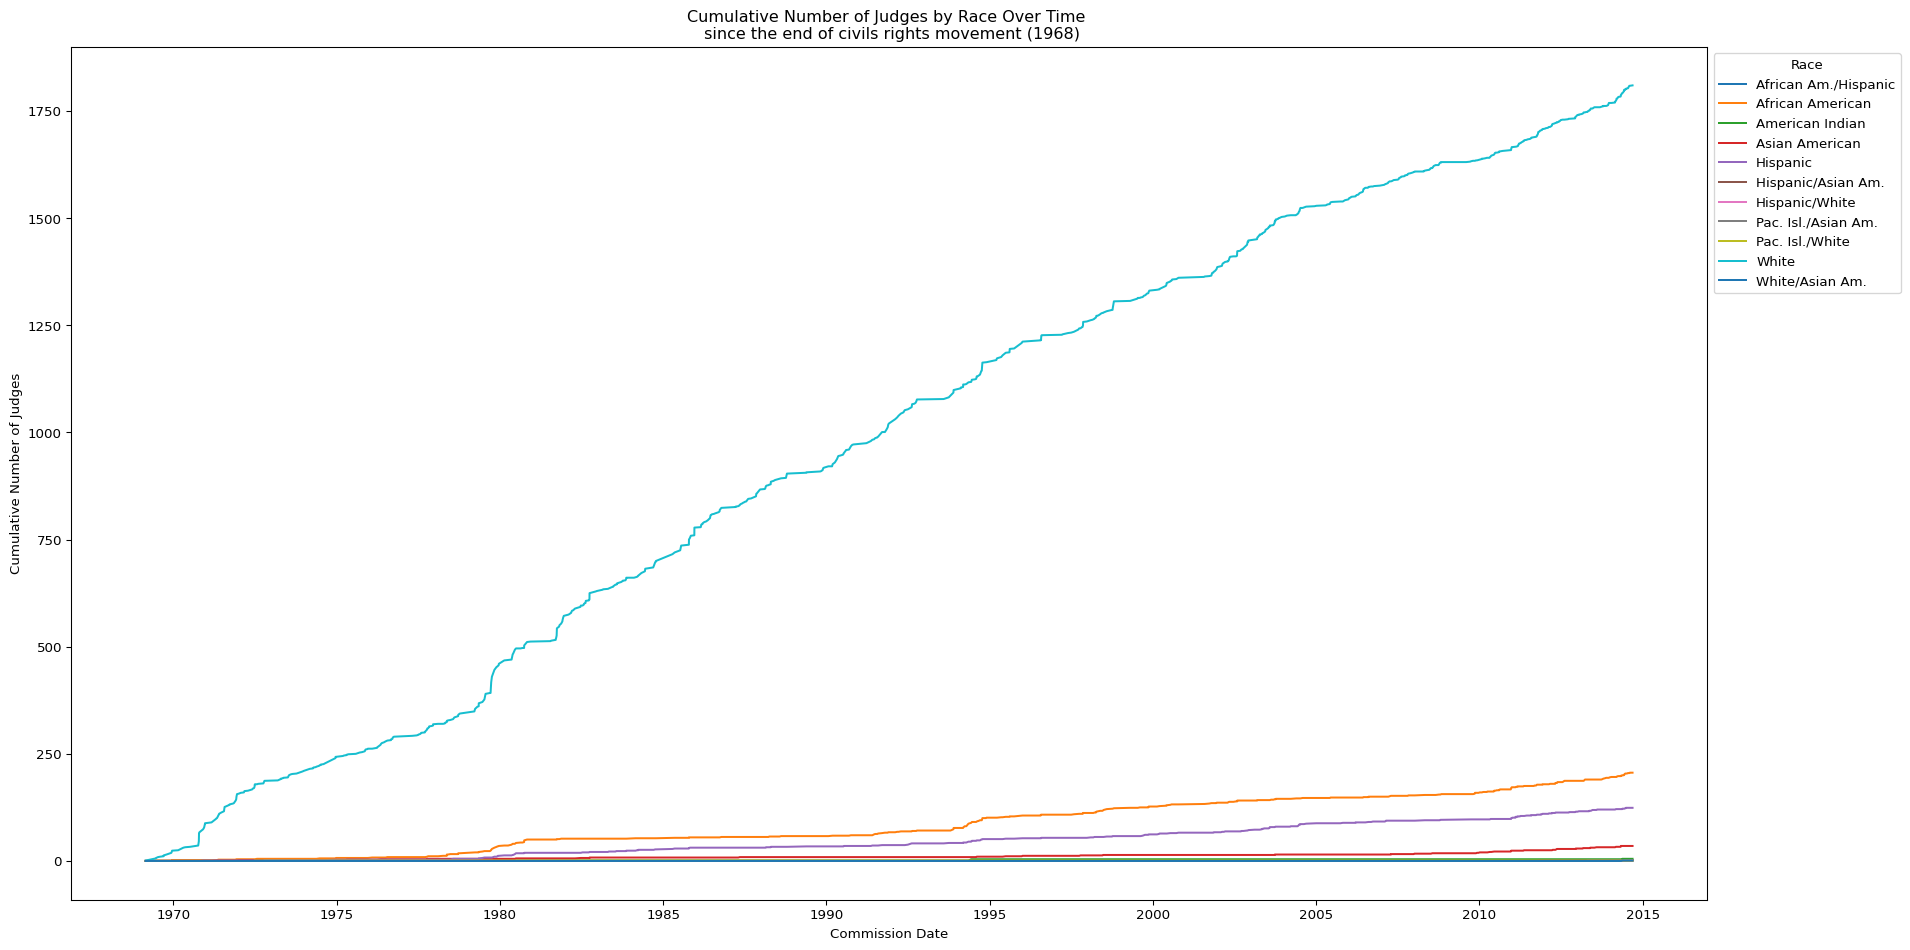 Cumulative Number of Judges by Race Over Time
since the end of civils rights movement (1968)
Cumulative Number of Judges
1750
1500
1250
1000
750
500
250
0
1970 1975 1980 1985 1990 1995 2000 2005 2010 2015
Commission Date
Race
African Am./Hispanic
African American
American Indian
Asian American
Hispanic
Hispanic/Asian Am.
Hispanic/White
Pac. Isl./Asian Am.
Pac. Isl./White
White
White/Asian Am.